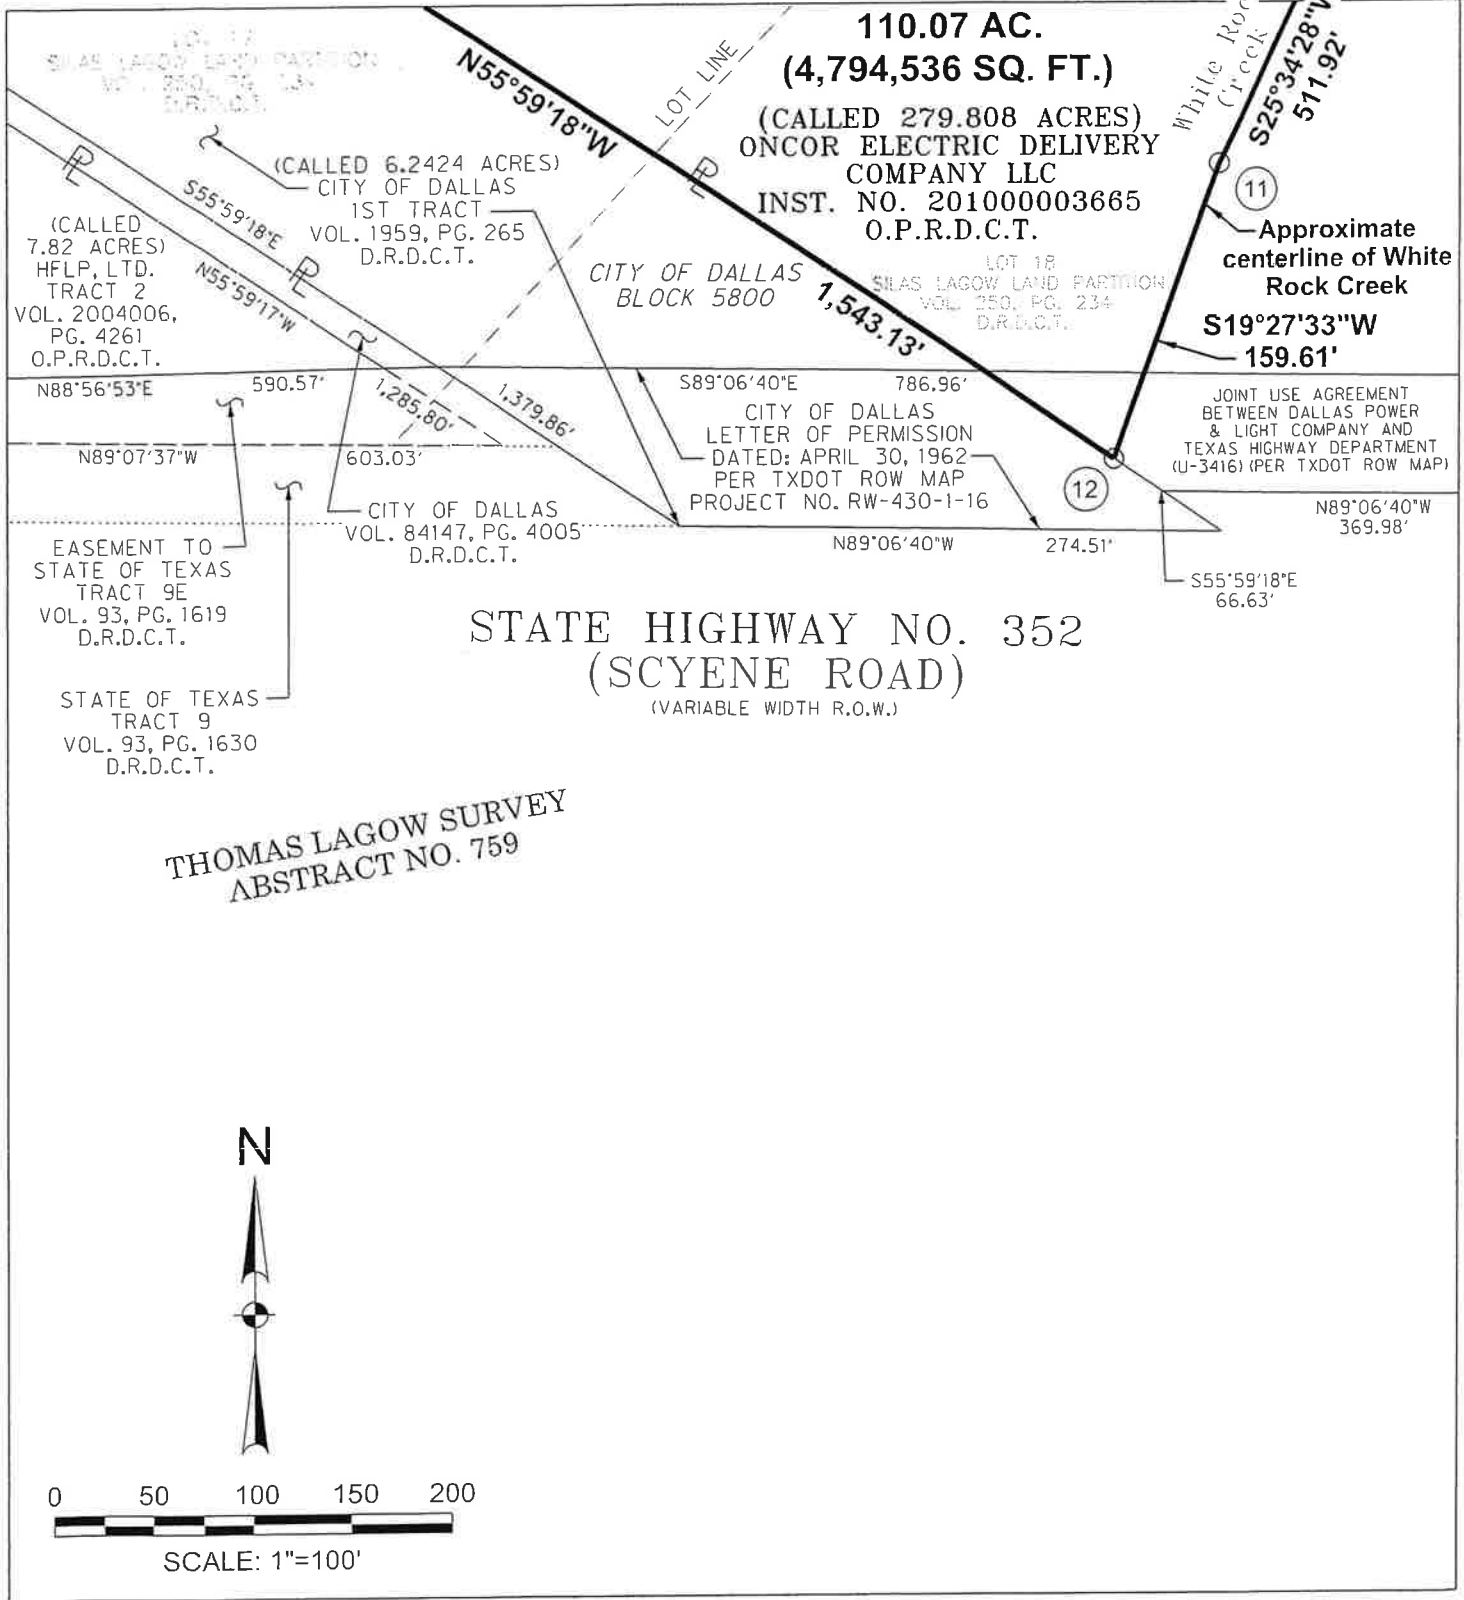 110.07 AC.
(4,794,536 SQ. FT.)
(CALLED 279.808 ACRES)
ONCOR ELECTRIC DELIVERY
COMPANY LLC
INST. NO. 201000003665
O.P.R.D.C.T.
LOT 18
SILAS LAGOW LAND PARTITION
VOL. 250, PG. 234
D.R.D.C.T.
SILAS LAGOW LAND PARTITION
D.R.D.C.T.
N55°59'18"W
LOT LINE
PL
1,543.13'
White
Creek
S25°34'28"W
511.92'
11
Approximate
centerline of White
Rock Creek
S19°27'33"W
159.61'
(CALLED 6.2424 ACRES)
CITY OF DALLAS
1ST TRACT
VOL. 1959, PG. 265
D.R.D.C.T.
PL
S55°59'18"E
PL
N55°59'17"W
(CALLED
7.82 ACRES)
HFLP, LTD.
TRACT 2
VOL. 2004006,
PG. 4261
O.P.R.D.C.T.
CITY OF DALLAS
BLOCK 5800
N88°56'53"E 590.57'
1,285.80'
1,379.86'
S89°06'40"E 786.96'
CITY OF DALLAS
LETTER OF PERMISSION
DATED: APRIL 30, 1962
PER TXDOT ROW MAP
PROJECT NO. RW-430-1-16
JOINT USE AGREEMENT
BETWEEN DALLAS POWER
& LIGHT COMPANY AND
TEXAS HIGHWAY DEPARTMENT
(U-3416) (PER TXDOT ROW MAP)
12
N89°07'37"W 603.03'
CITY OF DALLAS
VOL. 84147, PG. 4005
D.R.D.C.T.
N89°06'40"W 274.51'
N89°06'40"W
369.98'
S55°59'18"E
66.63'
EASEMENT TO
STATE OF TEXAS
TRACT 9E
VOL. 93, PG. 1619
D.R.D.C.T.
STATE HIGHWAY NO. 352
(SCYENE ROAD)
(VARIABLE WIDTH R.O.W.)
STATE OF TEXAS
TRACT 9
VOL. 93, PG. 1630
D.R.D.C.T.
THOMAS LAGOW SURVEY
ABSTRACT NO. 759
N
0 50 100 150 200
SCALE: 1"=100'